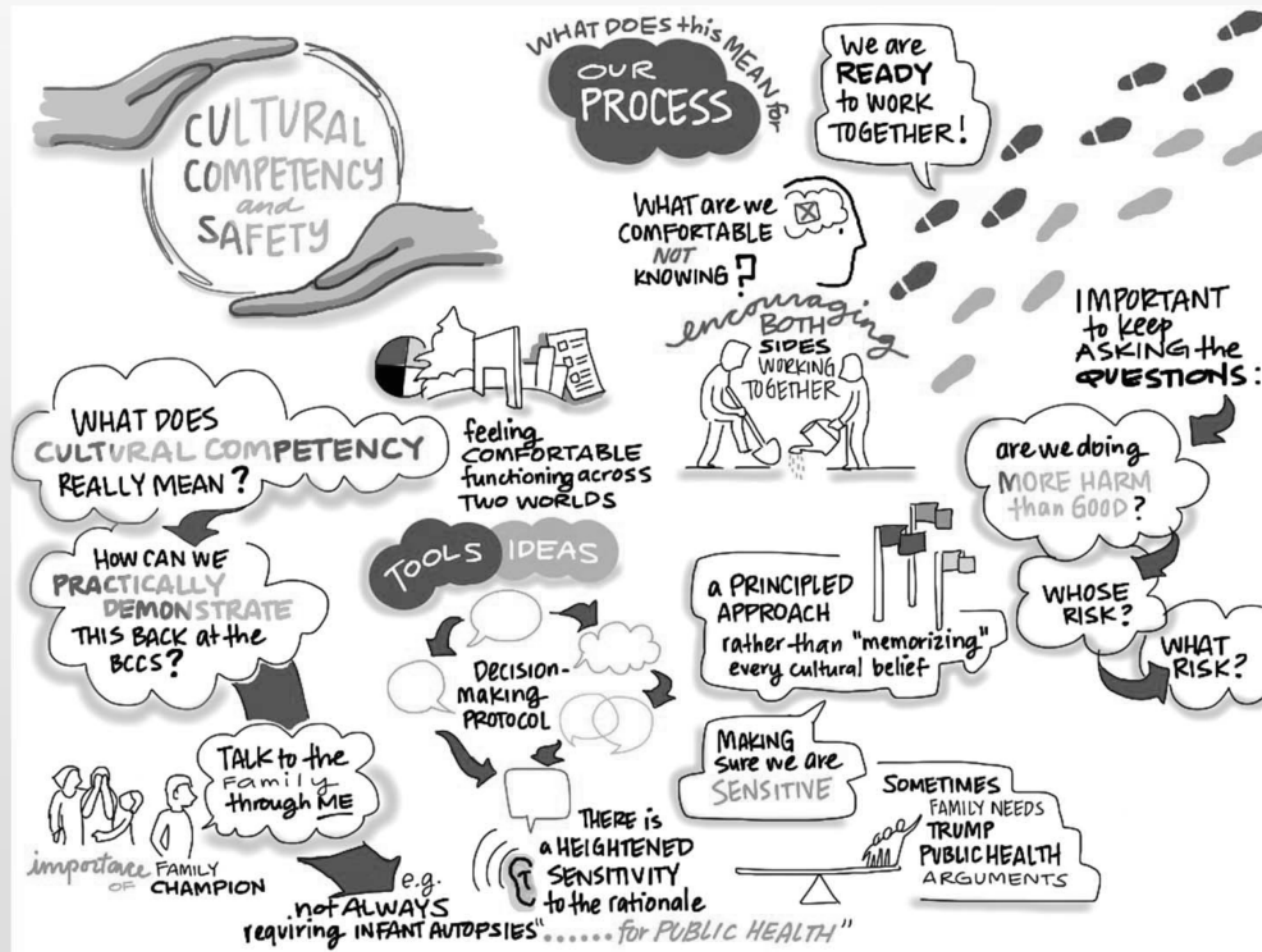 CULTURAL
COMPETENCY
and
SAFETY
WHAT DOES this MEAN for
OUR
PROCESS
We are
READY
to WORK
TOGETHER!
WHAT are we
COMFORTABLE
NOT
KNOWING?
encouraging
BOTH
SIDES
WORKING
TOGETHER
IMPORTANT
to keep
ASKING the
QUESTIONS:
are we doing
MORE HARM
than GOOD?
WHOSE
RISK?
WHAT
RISK?
WHAT DOES
CULTURAL COMPETENCY
REALLY MEAN?
feeling
COMFORTABLE
functioning across
TWO WORLDS
HOW CAN WE
PRACTICALLY
DEMONSTRATE
THIS BACK at the
BCCS?
TALK to the
Family
through ME
importance
OF
FAMILY
CHAMPION
e.g.
not ALWAYS
requiring INFANT AUTOPSIES "...... for PUBLIC HEALTH"
TOOLS IDEAS
DECISION-
making
PROTOCOL
THERE is
a HEIGHTENED
SENSITIVITY
to the rationale
a PRINCIPLED
APPROACH
rather than "memorizing"
every cultural belief
MAKING
sure we are
SENSITIVE
SOMETIMES
FAMILY NEEDS
TRUMP
PUBLIC HEALTH
ARGUMENTS